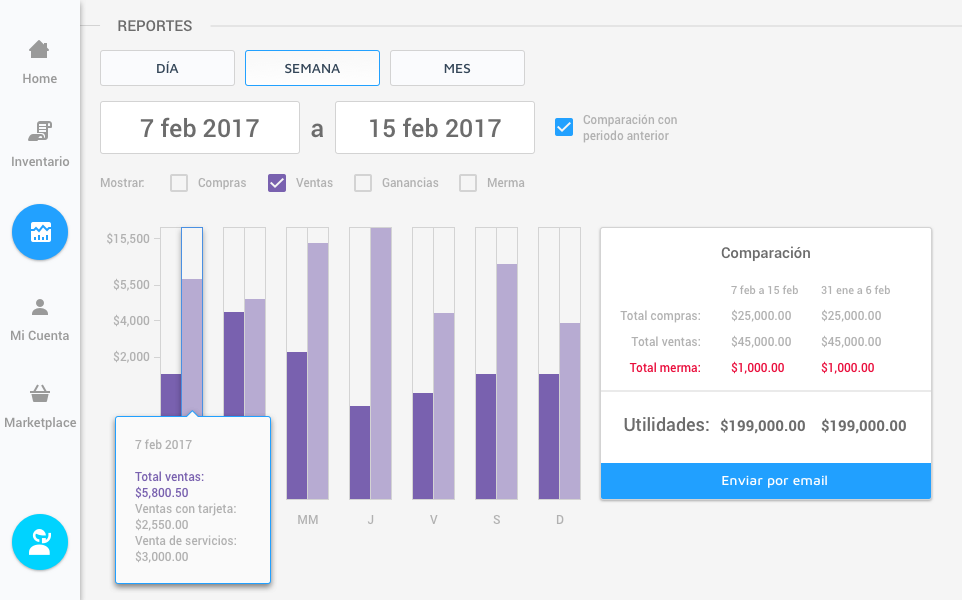 REPORTES
Home
Inventario
Mi Cuenta
Marketplace
DÍA
SEMANA
MES
7 feb 2017
a
15 feb 2017
Comparación con
periodo anterior
Mostrar:
Compras
Ventas
Ganancias
Merma
$15,500
$5,500
$4,000
$2,000
MM
J
V
S
D
7 feb 2017
Total ventas:
$5,800.50
Ventas con tarjeta:
$2,550.00
Venta de servicios:
$3,000.00
Comparación
7 feb a 15 feb 31 ene a 6 feb
Total compras: $25,000.00 $25,000.00
Total ventas: $45,000.00 $45,000.00
Total merma: $1,000.00 $1,000.00
Utilidades: $199,000.00 $199,000.00
Enviar por email